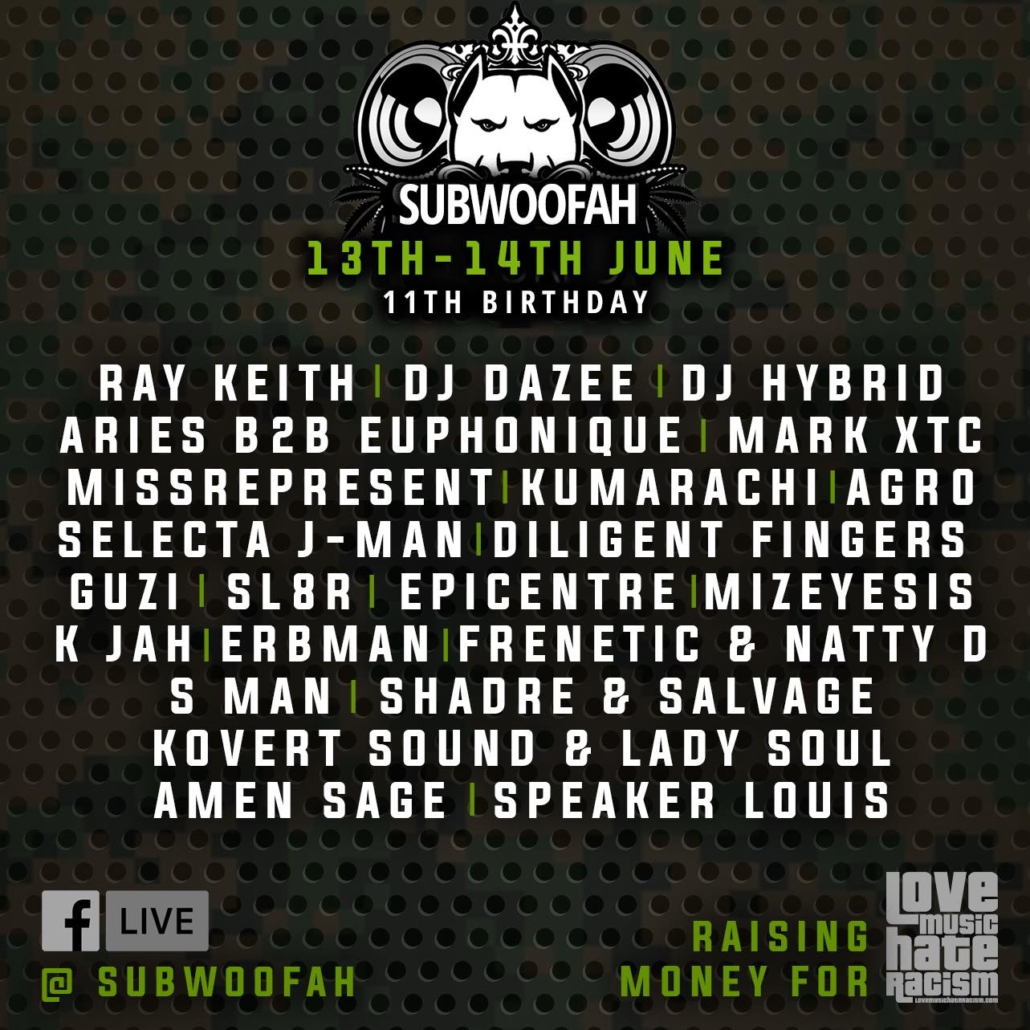 SUBWOOFAH
13TH-14TH JUNE
11TH BIRTHDAY
RAY KEITH | DJ DAZEE | DJ HYBRID
ARIES B2B EUPHONIQUE | MARK XTC
MISSREPRESENT | KUMARACHI | AGRO
SELECTA J-MAN | DILIGENT FINGERS
GUZI | SL8R | EPICENTRE | MIZEYESIS
K JAH | ERBMAN | FRENETIC & NATTY D
S MAN | SHADRE & SALVAGE
KOVERT SOUND & LADY SOUL
AMEN SAGE | SPEAKER LOUIS
f LIVE
@ SUBWOOFAH
RAISING
MONEY FOR
Love
music
hate
Racism
lovemusichateracism.com